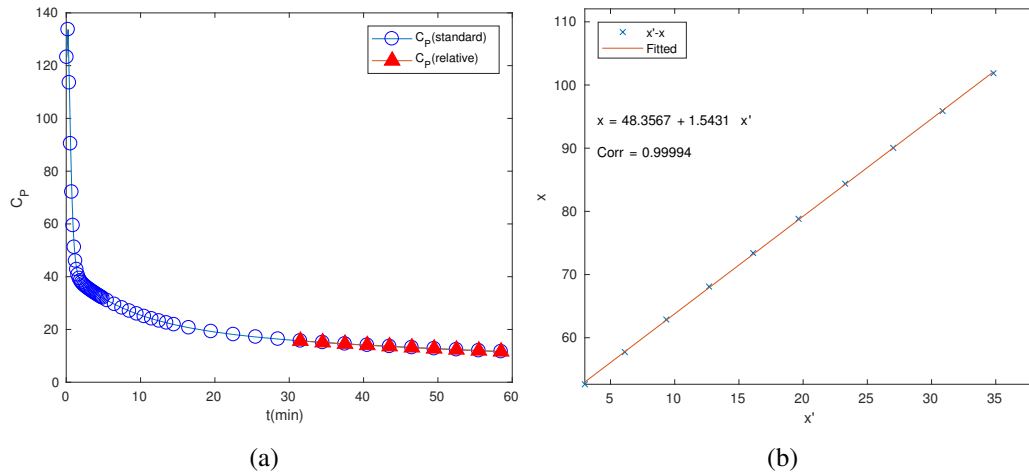 140
120
100
80
60
40
20
0
C_P
0 10 20 30 40 50 60
t(min)
C_P(standard)
C_P(relative)
(a)
100
90
80
70
60
x
5 10 15 20 25 30 35
x'
x'-x
Fitted
x = 48.3567 + 1.5431 x'
Corr = 0.99994
(b)